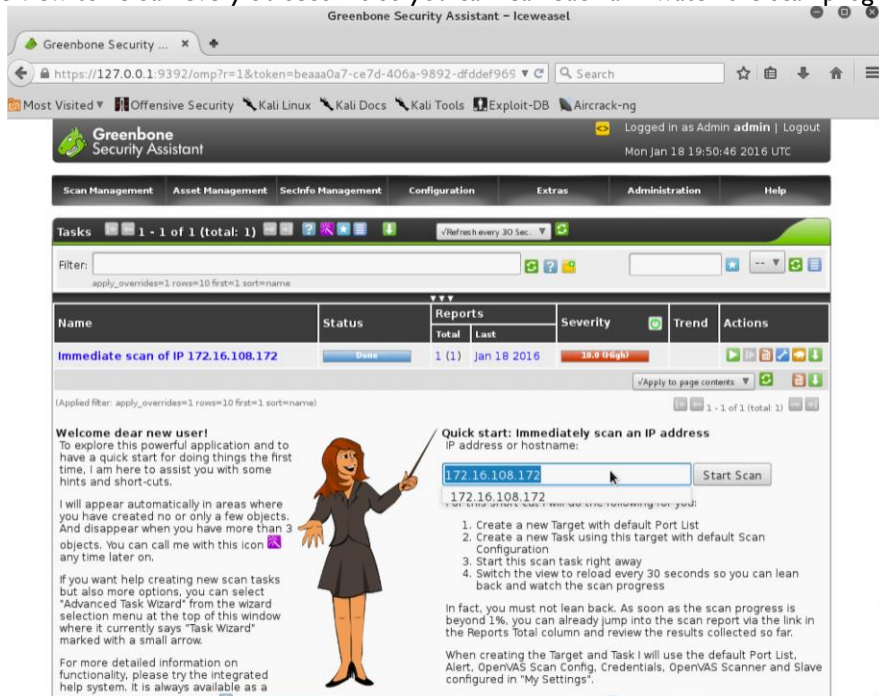 Greenbone Security Assistant - Iceweasel
Greenbone Security ...
https://127.0.0.1:9392/omp?r=1&token=beaaa0a7-ce7d-406a-9892-dfddef969
Search
Most Visited
Offensive Security
Kali Linux
Kali Docs
Kali Tools
Exploit-DB
Aircrack-ng
Greenbone
Security Assistant
Logged in as Admin admin | Logout
Mon Jan 18 19:50:46 2016 UTC
Scan Management
Asset Management
SecInfo Management
Configuration
Extras
Administration
Help
Tasks
1 - 1 of 1 (total: 1)
√Refresh every 30 Sec.
Filter:
--
apply_overrides=1 rows=10 first=1 sort=name
Name
Status
Reports
Total
Last
Severity
Trend
Actions
Immediate scan of IP 172.16.108.172
Done
1 (1)
Jan 18 2016
10.0 (High)
√Apply to page contents
(Applied filter: apply_overrides=1 rows=10 first=1 sort=name)
1 - 1 of 1 (total: 1)
Welcome dear new user!
To explore this powerful application and to
have a quick start for doing things the first
time, I am here to assist you with some
hints and short-cuts.
I will appear automatically in areas where
you have created no or only a few objects.
And disappear when you have more than 3
objects. You can call me with this icon
any time later on.
If you want help creating new scan tasks
but also more options, you can select
"Advanced Task Wizard" from the wizard
selection menu at the top of this window
where it currently says "Task Wizard"
marked with a small arrow.
For more detailed information on
functionality, please try the integrated
help system. It is always available as a
Quick start: Immediately scan an IP address
IP address or hostname:
172.16.108.172
Start Scan
172.16.108.172
For this short-cut I will do the following for you:
1. Create a new Target with default Port List
2. Create a new Task using this target with default Scan
Configuration
3. Start this scan task right away
4. Switch the view to reload every 30 seconds so you can lean
back and watch the scan progress
In fact, you must not lean back. As soon as the scan progress is
beyond 1%, you can already jump into the scan report via the link in
the Reports Total column and review the results collected so far.
When creating the Target and Task I will use the default Port List,
Alert, OpenVAS Scan Config, Credentials, OpenVAS Scanner and Slave
configured in "My Settings".